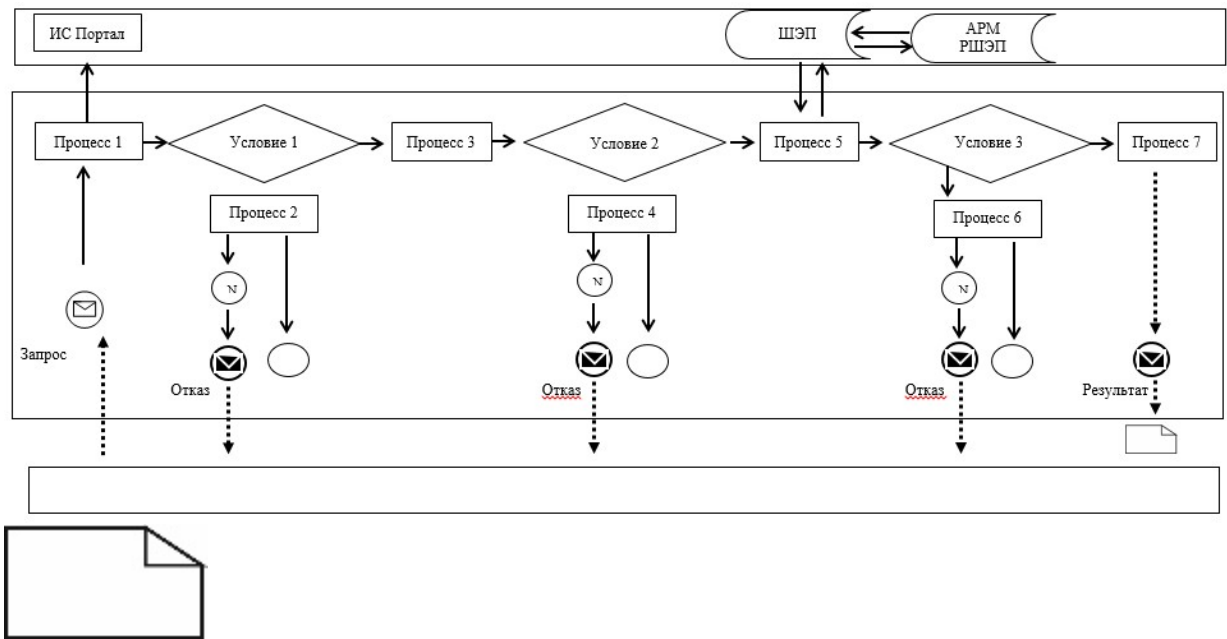 ИС Портал
ШЭП
АРМ
РШЭП
Процесс 1
Условие 1
Процесс 3
Условие 2
Процесс 5
Условие 3
Процесс 7
Процесс 2
Процесс 4
Процесс 6
N
N
N
Запрос
Отказ
Отказ
Отказ
Результат